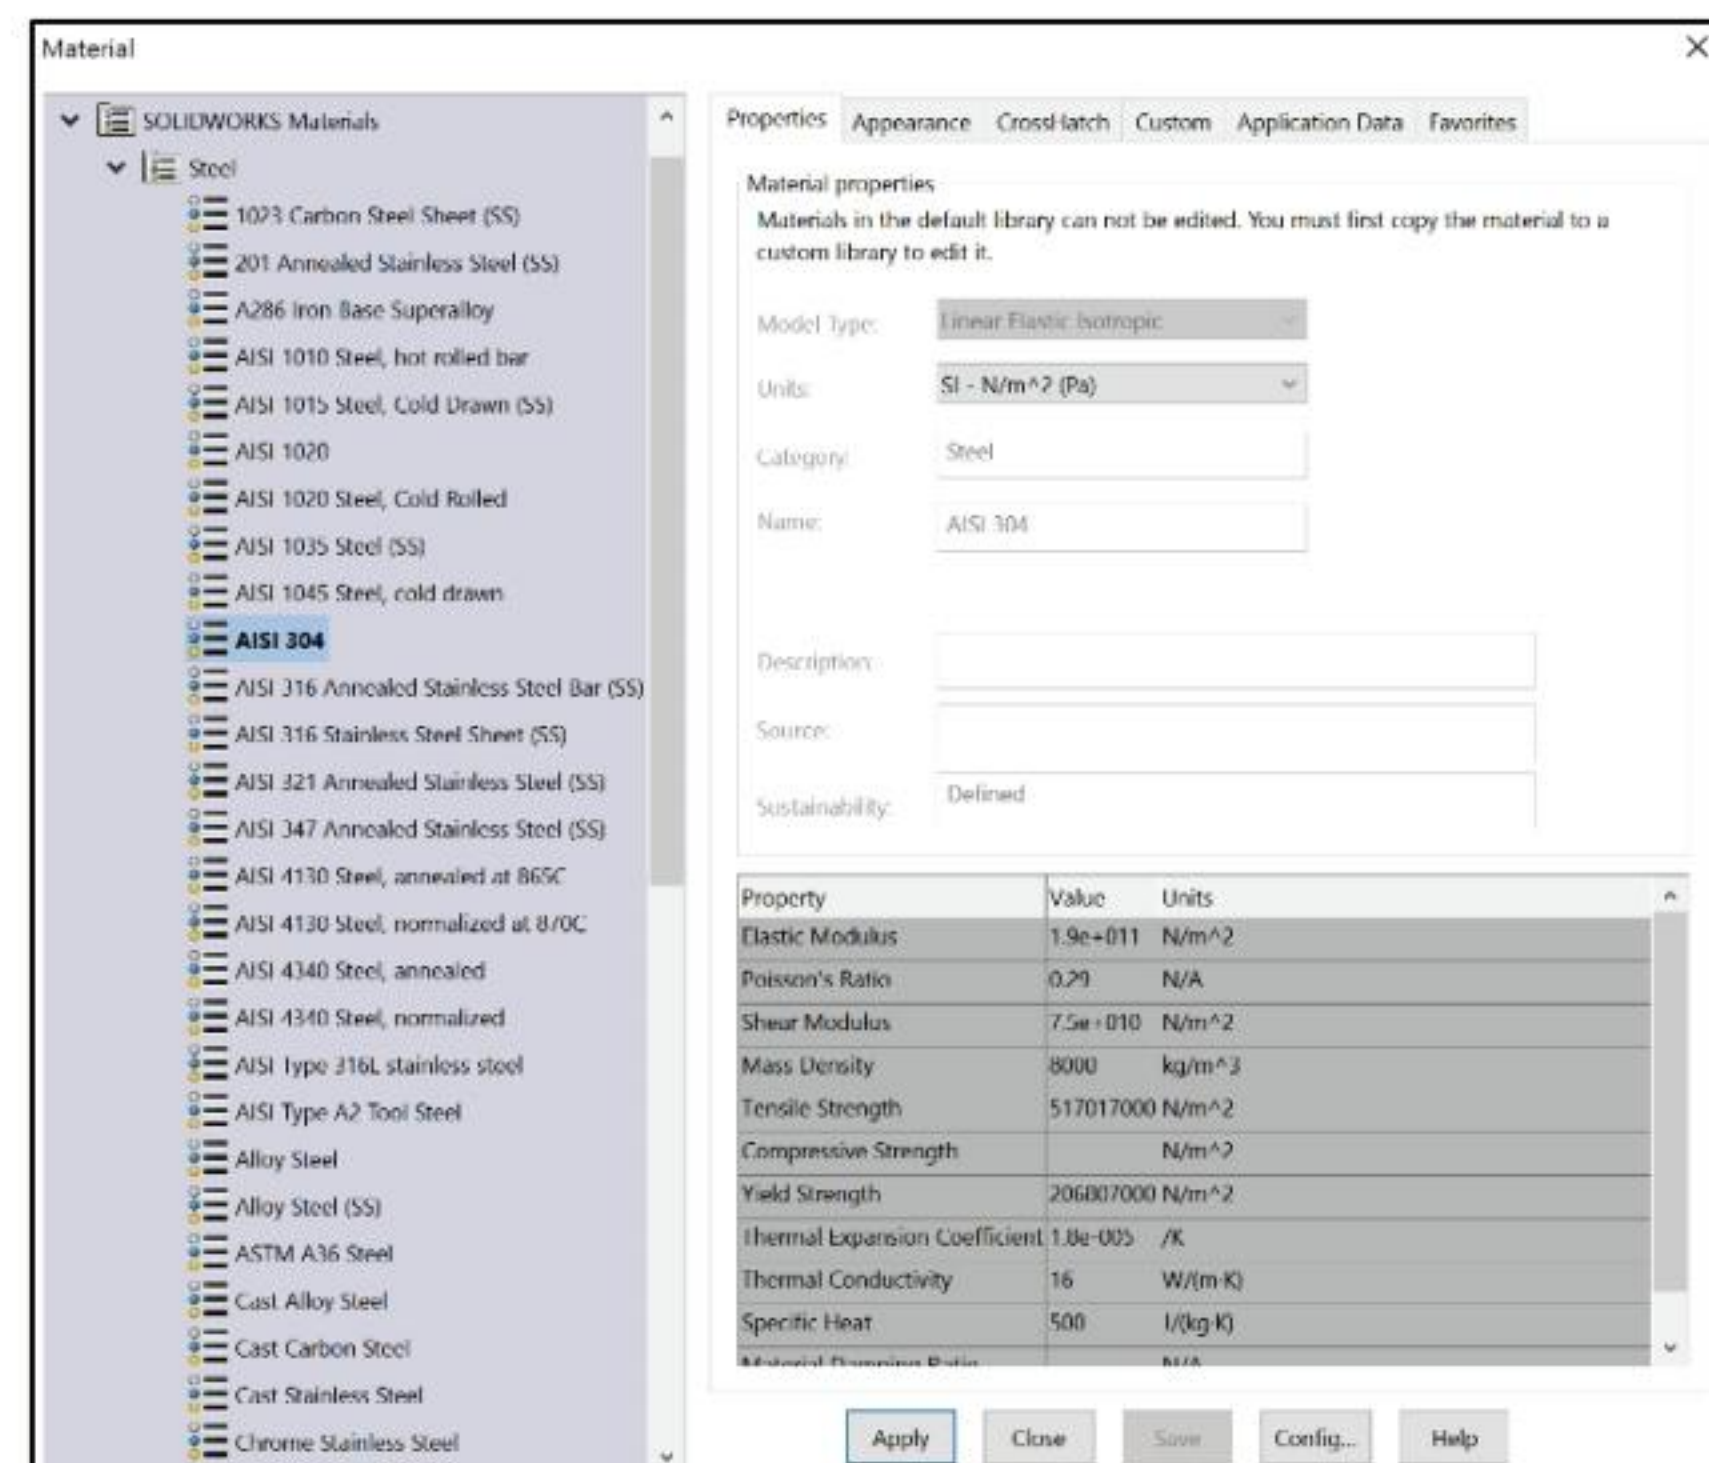 Material
SOLIDWORKS Materials
Steel
1023 Carbon Steel Sheet (SS)
201 Annealed Stainless Steel (SS)
A286 Iron Base Superalloy
AISI 1010 Steel, hot rolled bar
AISI 1015 Steel, Cold Drawn (SS)
AISI 1020
AISI 1020 Steel, Cold Rolled
AISI 1035 Steel (SS)
AISI 1045 Steel, cold drawn
AISI 304
AISI 316 Annealed Stainless Steel Bar (SS)
AISI 316 Stainless Steel Sheet (SS)
AISI 321 Annealed Stainless Steel (SS)
AISI 347 Annealed Stainless Steel (SS)
AISI 4130 Steel, annealed at 865C
AISI 4130 Steel, normalized at 870C
AISI 4340 Steel, annealed
AISI 4340 Steel, normalized
AISI Type 316L stainless steel
AISI Type A2 Tool Steel
Alloy Steel
Alloy Steel (SS)
ASTM A36 Steel
Cast Alloy Steel
Cast Carbon Steel
Cast Stainless Steel
Chrome Stainless Steel
Properties Appearance CrossHatch Custom Application Data Favorites
Material properties
Materials in the default library can not be edited. You must first copy the material to a
custom library to edit it.
Model Type: Linear Elastic Isotropic
Units: SI - N/m^2 (Pa)
Category: Steel
Name: AISI 304
Description:
Source:
Sustainability: Defined
Property Value Units
Elastic Modulus 1.9e+011 N/m^2
Poisson's Ratio 0.29 N/A
Shear Modulus 7.5e+010 N/m^2
Mass Density 8000 kg/m^3
Tensile Strength 517017000 N/m^2
Compressive Strength N/m^2
Yield Strength 206807000 N/m^2
Thermal Expansion Coefficient 1.8e-005 /K
Thermal Conductivity 16 W/(m·K)
Specific Heat 500 J/(kg·K)
Material Damping Ratio N/A
Apply Close Save Config... Help